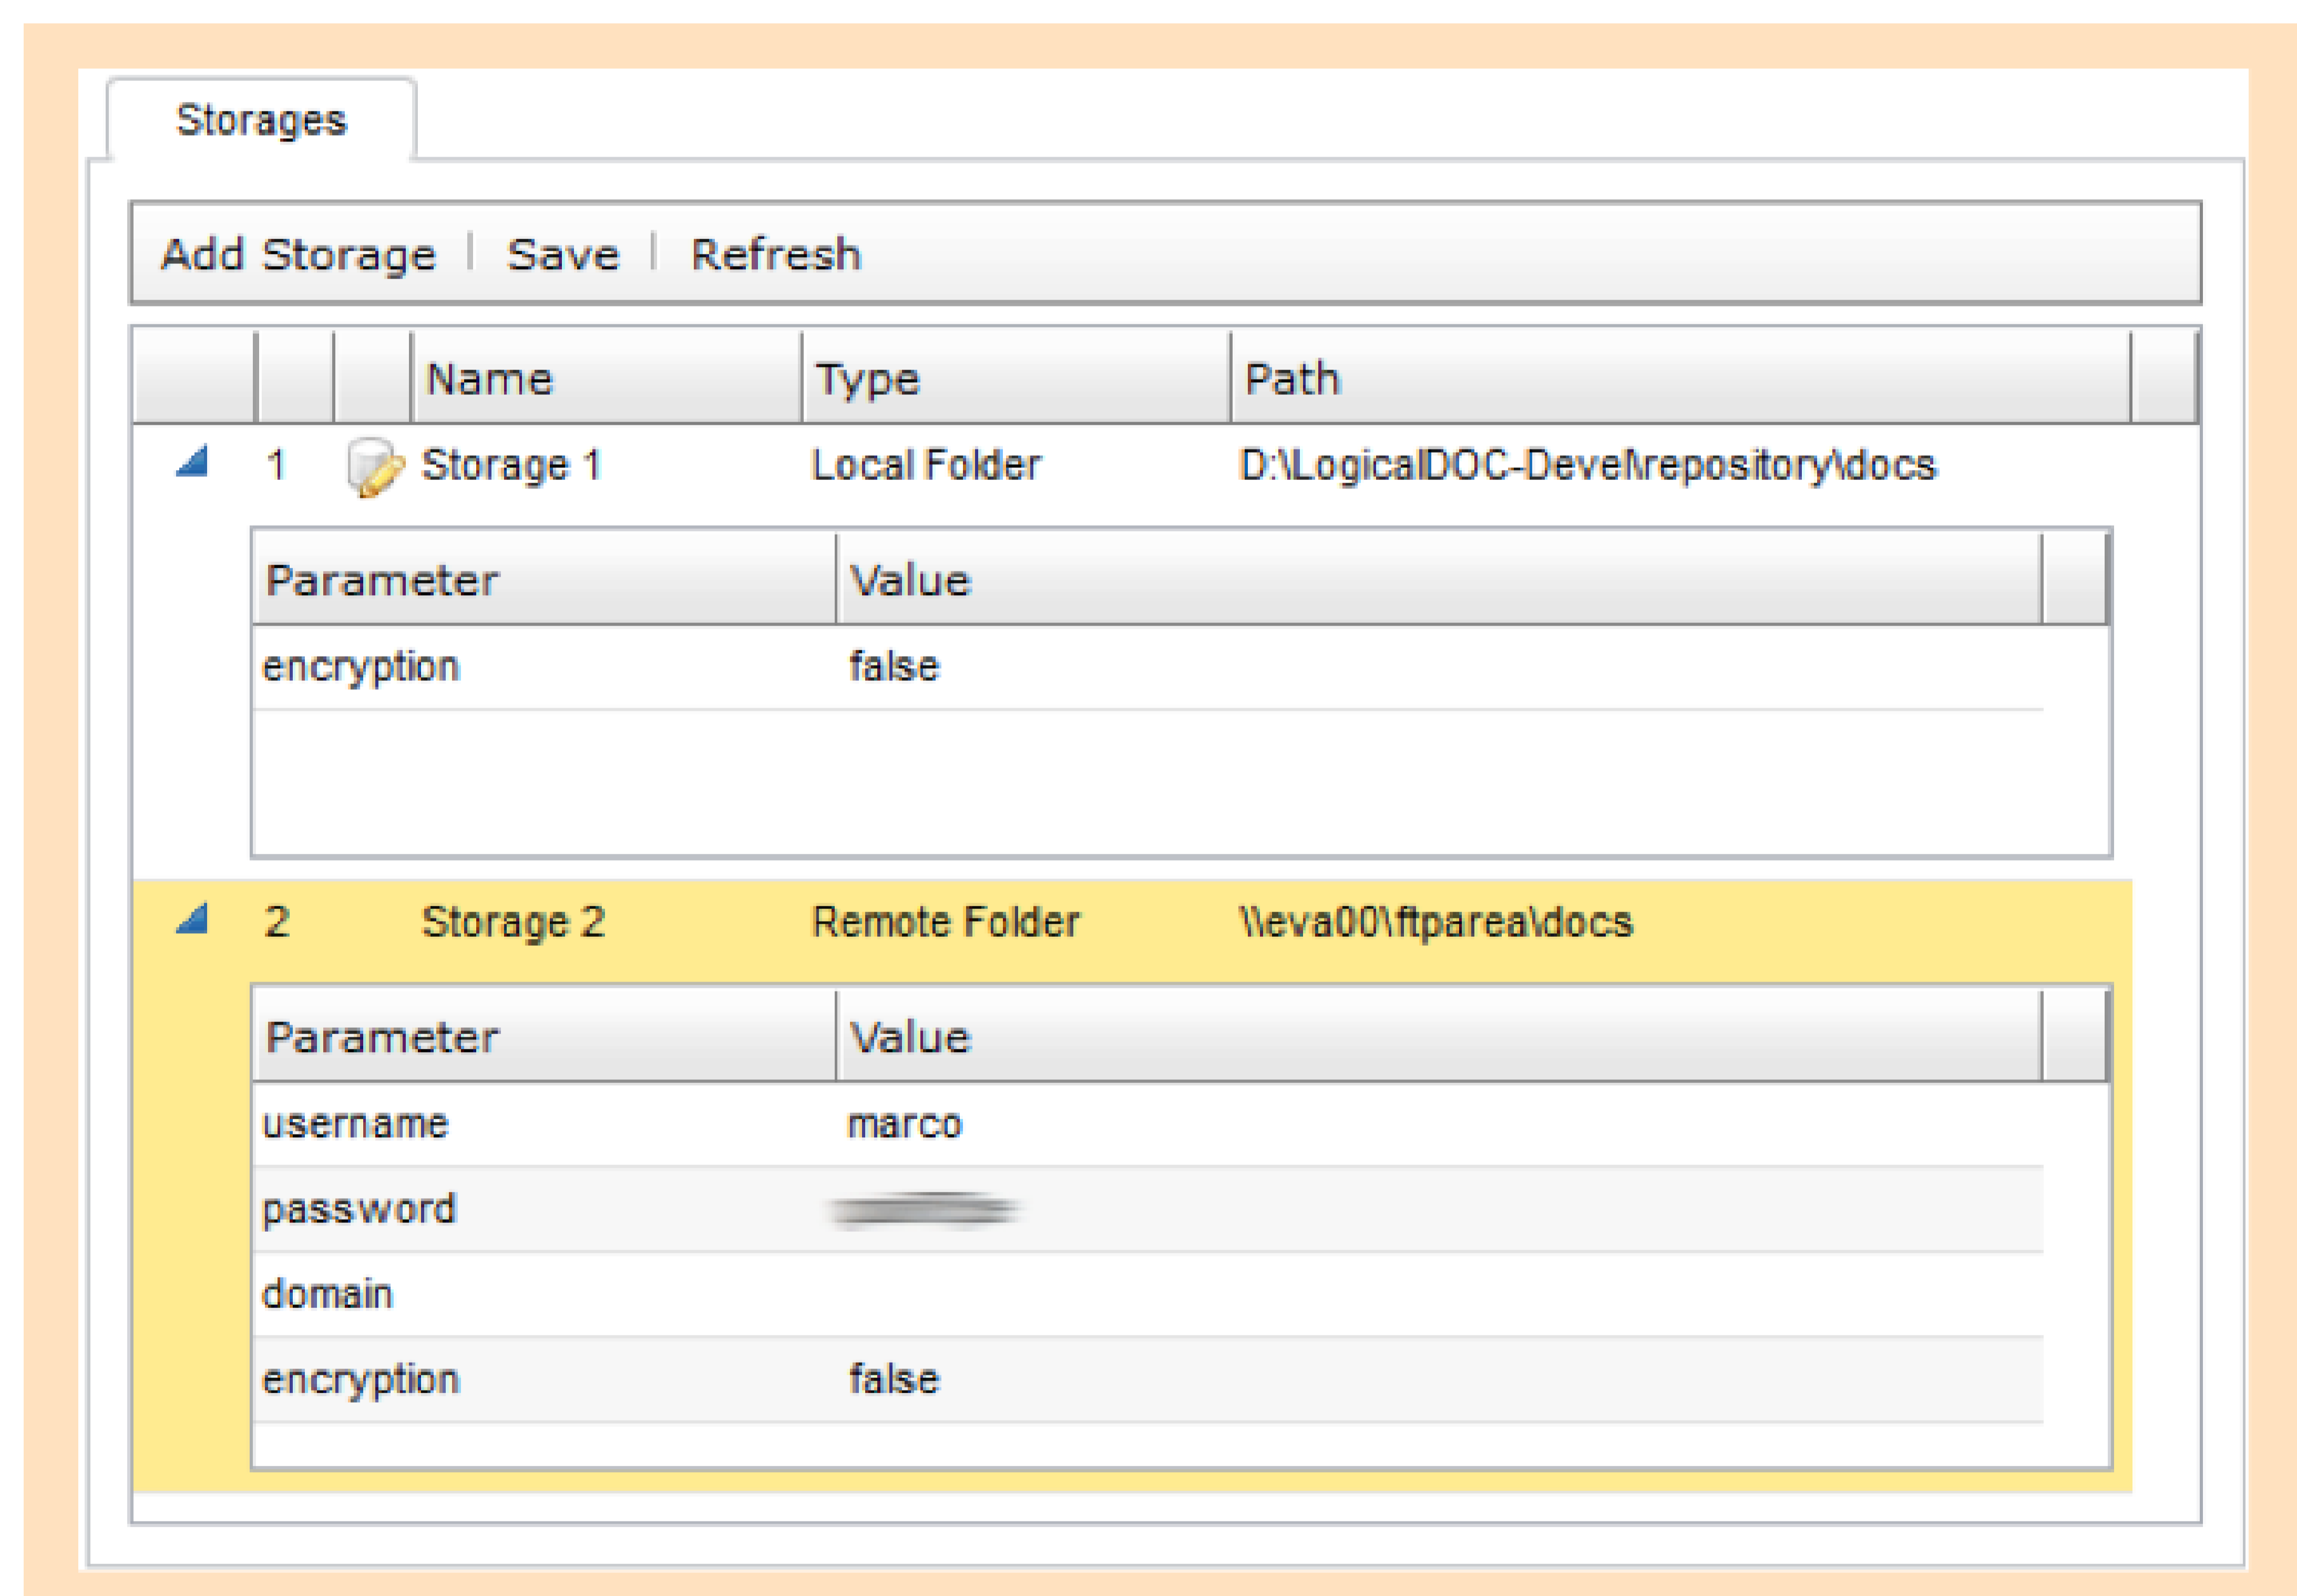 Storages
Add Storage Save Refresh
Name Type Path
1 Storage 1 Local Folder D:\LogicalDOC-Devel\repository\docs
Parameter Value
encryption false
2 Storage 2 Remote Folder \\eva00\ftparea\docs
Parameter Value
username marco
password
domain
encryption false